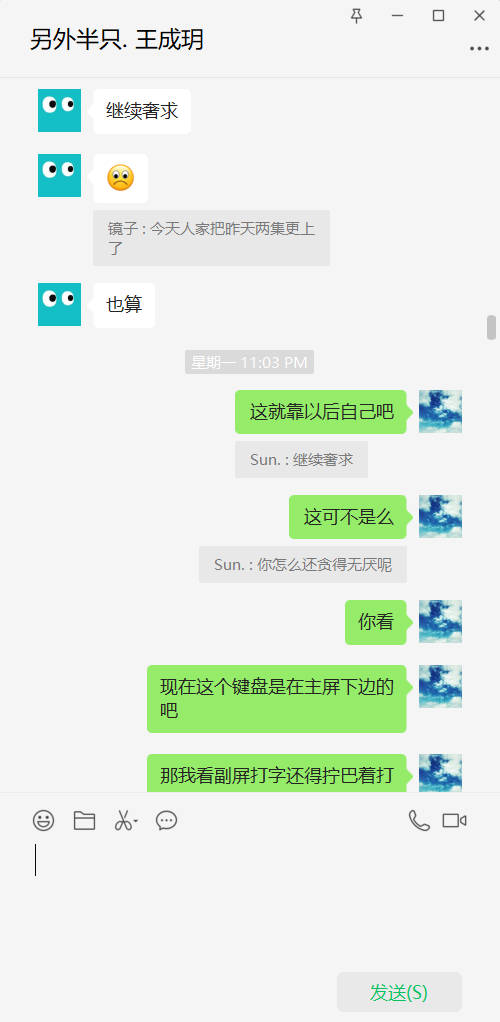 另外半只. 王成玥
继续奢求
镜子 : 今天人家把昨天两集更上
了
也算
星期一 11:03 PM
这就靠以后自己吧
Sun. : 继续奢求
这可不是么
Sun. : 你怎么还贪得无厌呢
你看
现在这个键盘是在主屏下边的
吧
那我看副屏打字还得拧巴着打
发送(S)